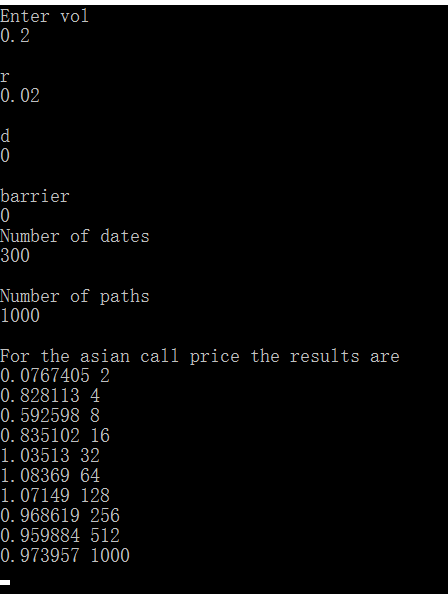 Enter vol
0.2
r
0.02
d
0
barrier
0
Number of dates
300
Number of paths
1000
For the asian call price the results are
0.0767405 2
0.828113 4
0.592598 8
0.835102 16
1.03513 32
1.08369 64
1.07149 128
0.968619 256
0.959884 512
0.973957 1000